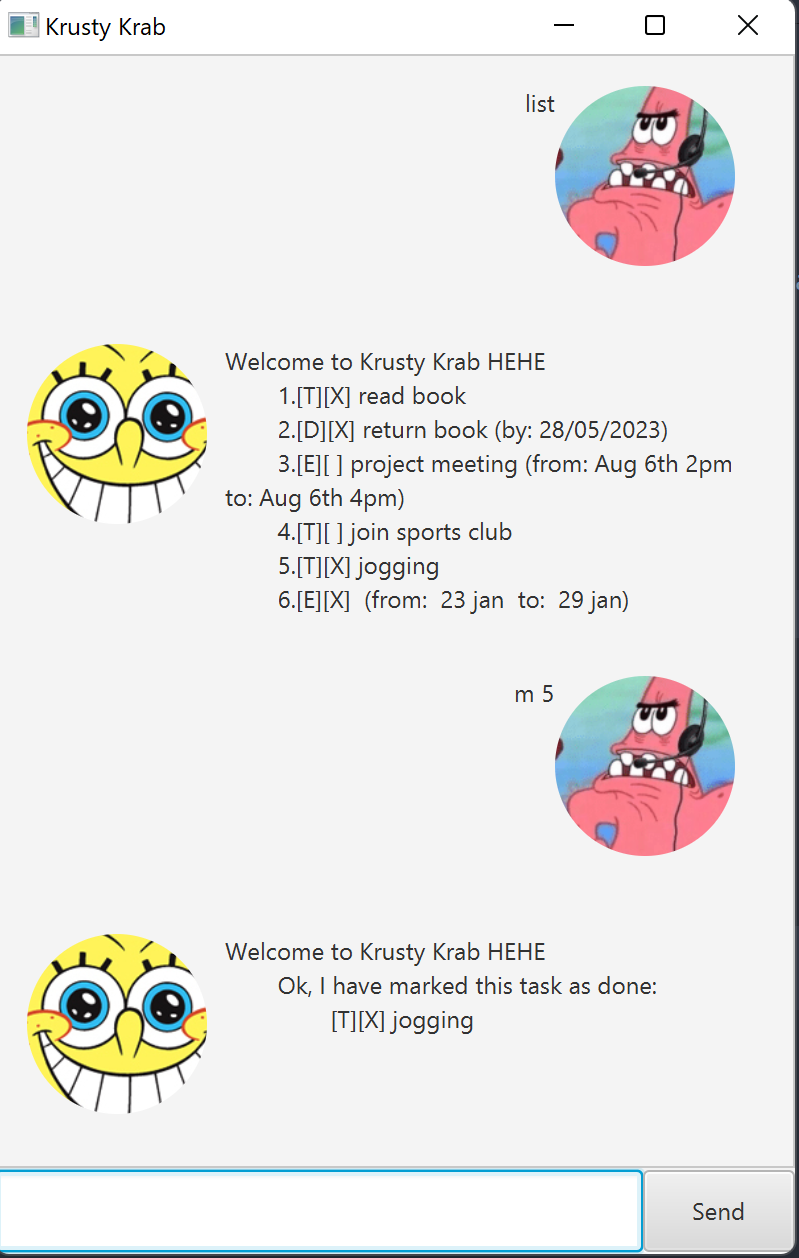 Krusty Krab
list
Welcome to Krusty Krab HEHE
1.[T][X] read book
2.[D][X] return book (by: 28/05/2023)
3.[E][ ] project meeting (from: Aug 6th 2pm
to: Aug 6th 4pm)
4.[T][ ] join sports club
5.[T][X] jogging
6.[E][X]  (from:  23 jan  to:  29 jan)
m 5
Welcome to Krusty Krab HEHE
Ok, I have marked this task as done:
[T][X] jogging
Send